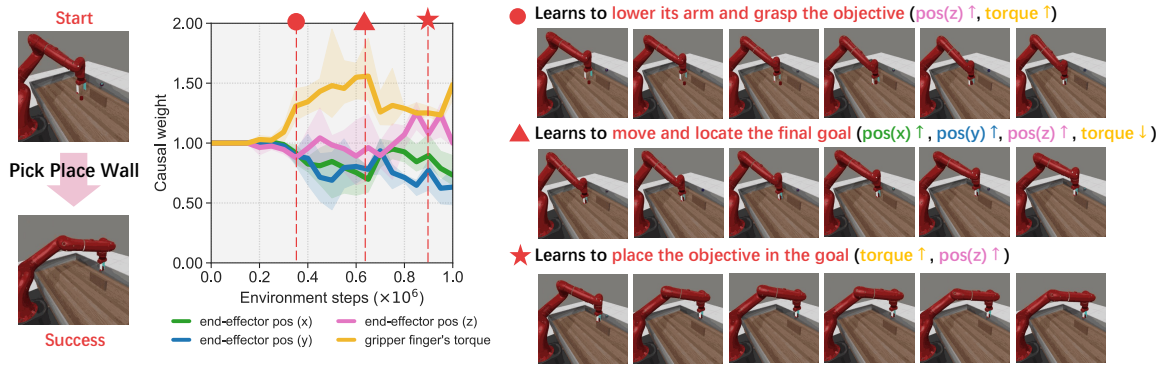 Start
Pick Place Wall
Success
Causal weight
2.00
1.50
1.00
0.50
0.00
0.0 0.2 0.4 0.6 0.8 1.0
Environment steps (×10⁶)
end-effector pos (x)
end-effector pos (y)
end-effector pos (z)
gripper finger's torque
Learns to lower its arm and grasp the objective (pos(z) ↑, torque ↑)
Learns to move and locate the final goal (pos(x) ↑, pos(y) ↑, pos(z) ↑, torque ↓)
Learns to place the objective in the goal (torque ↑, pos(z) ↑)